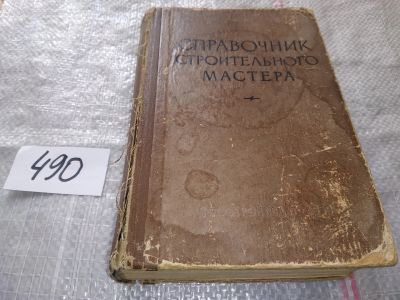 СПРАВОЧНИК
СТРОИТЕЛЬНОГО
МАСТЕРА
490